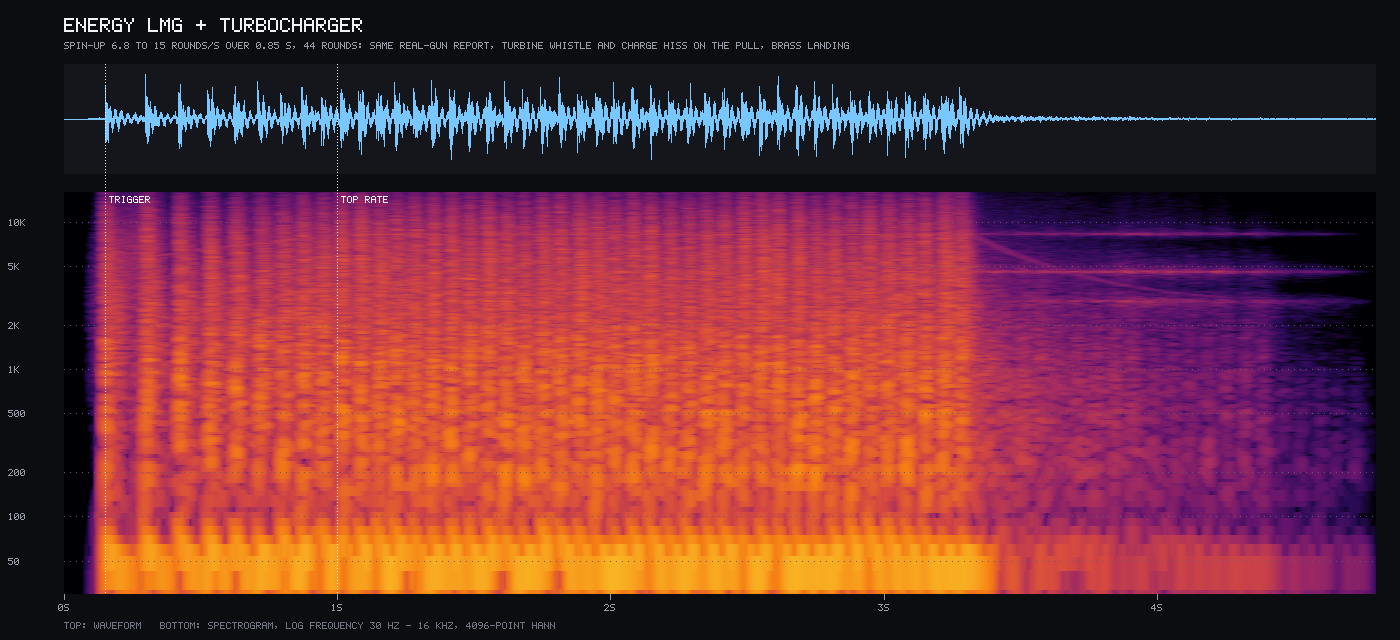 ENERGY LMG + TURBOCHARGER
SPIN-UP 6.8 TO 15 ROUNDS/S OVER 0.85 S, 44 ROUNDS: SAME REAL-GUN REPORT, TURBINE WHISTLE AND CHARGE HISS ON THE PULL, BRASS LANDING
TRIGGER TOP RATE
10K
5K
2K
1K
500
200
100
50
0S 1S 2S 3S 4S
TOP: WAVEFORM BOTTOM: SPECTROGRAM, LOG FREQUENCY 30 HZ – 16 KHZ, 4096-POINT HANN